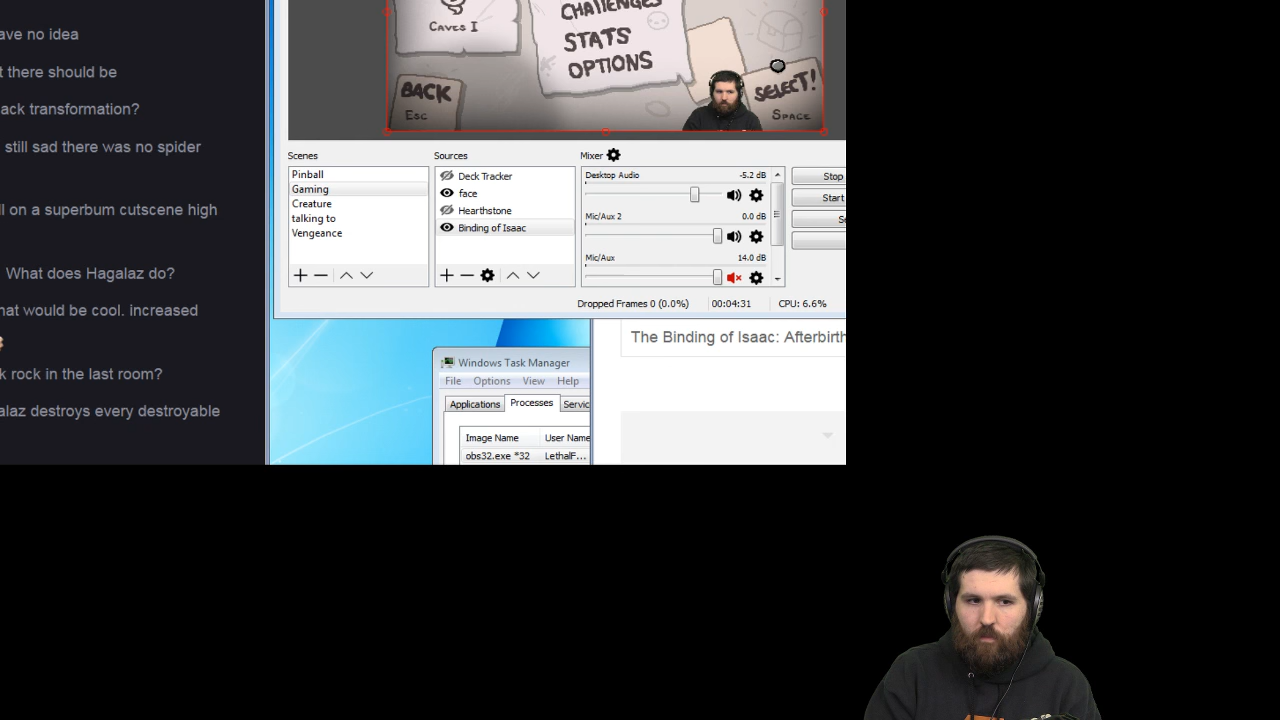 ave no idea
t there should be
ack transformation?
still sad there was no spider
ll on a superbum cutscene high
What does Hagalaz do?
hat would be cool. increased
k rock in the last room?
alaz destroys every destroyable
CAVES I
CHALLENGES
STATS
OPTIONS
BACK
ESC
SELECT!
SPACE
Scenes
Pinball
Gaming
Creature
talking to
Vengeance
Sources
Deck Tracker
face
Hearthstone
Binding of Isaac
Mixer
Desktop Audio -5.2 dB
Mic/Aux 2 0.0 dB
Mic/Aux 14.0 dB
Stop
Start
Dropped Frames 0 (0.0%) 00:04:31 CPU: 6.6%
The Binding of Isaac: Afterbirth
Windows Task Manager
File Options View Help
Applications Processes Servic
Image Name User Name
obs32.exe *32 LethalF...